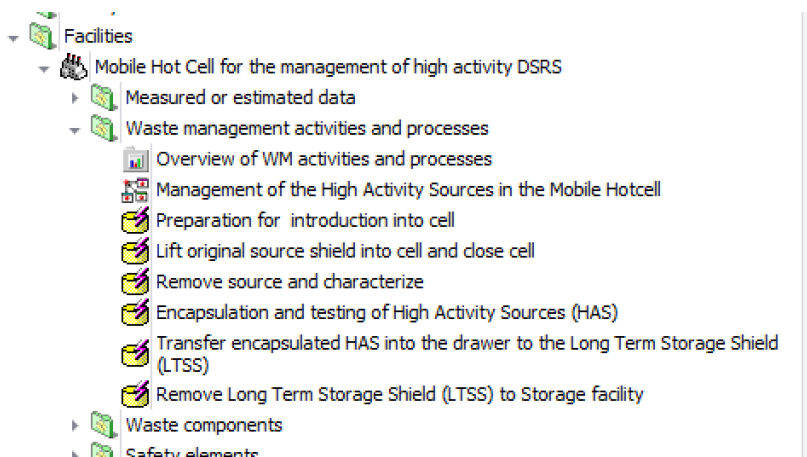 Facilities
Mobile Hot Cell for the management of high activity DSRS
Measured or estimated data
Waste management activities and processes
Overview of WM activities and processes
Management of the High Activity Sources in the Mobile Hotcell
Preparation for introduction into cell
Lift original source shield into cell and close cell
Remove source and characterize
Encapsulation and testing of High Activity Sources (HAS)
Transfer encapsulated HAS into the drawer to the Long Term Storage Shield
(LTSS)
Remove Long Term Storage Shield (LTSS) to Storage facility
Waste components
Safety elements